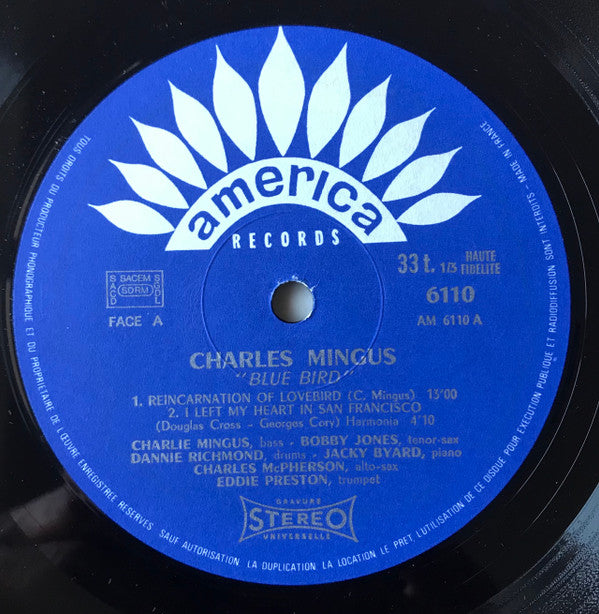 america
RECORDS
33 t. 1/3 HAUTE FIDELITE
6110
AM 6110 A
SACEM
SACD SDRM SGDL
FACE A
CHARLES MINGUS
"BLUE BIRD"
1. REINCARNATION OF LOVEBIRD (C. Mingus) 13'00
2. I LEFT MY HEART IN SAN FRANCISCO
(Douglas Cross - Georges Cory) Harmonia 4'10
CHARLIE MINGUS, bass - BOBBY JONES, tenor-sax
DANNIE RICHMOND, drums - JACKY BYARD, piano
CHARLES McPHERSON, alto-sax
EDDIE PRESTON, trumpet
GRAVURE
STEREO
UNIVERSELLE
TOUS DROITS DU PRODUCTEUR PHONOGRAPHIQUE ET DU PROPRIETAIRE DE L'ŒUVRE ENREGISTREE RESERVES SAUF AUTORISATION LA DUPLICATION LA LOCATION LE PRET L'UTILISATION DE CE DISQUE POUR EXECUTION PUBLIQUE ET RADIODIFFUSION SONT INTERDITS - MADE IN FRANCE